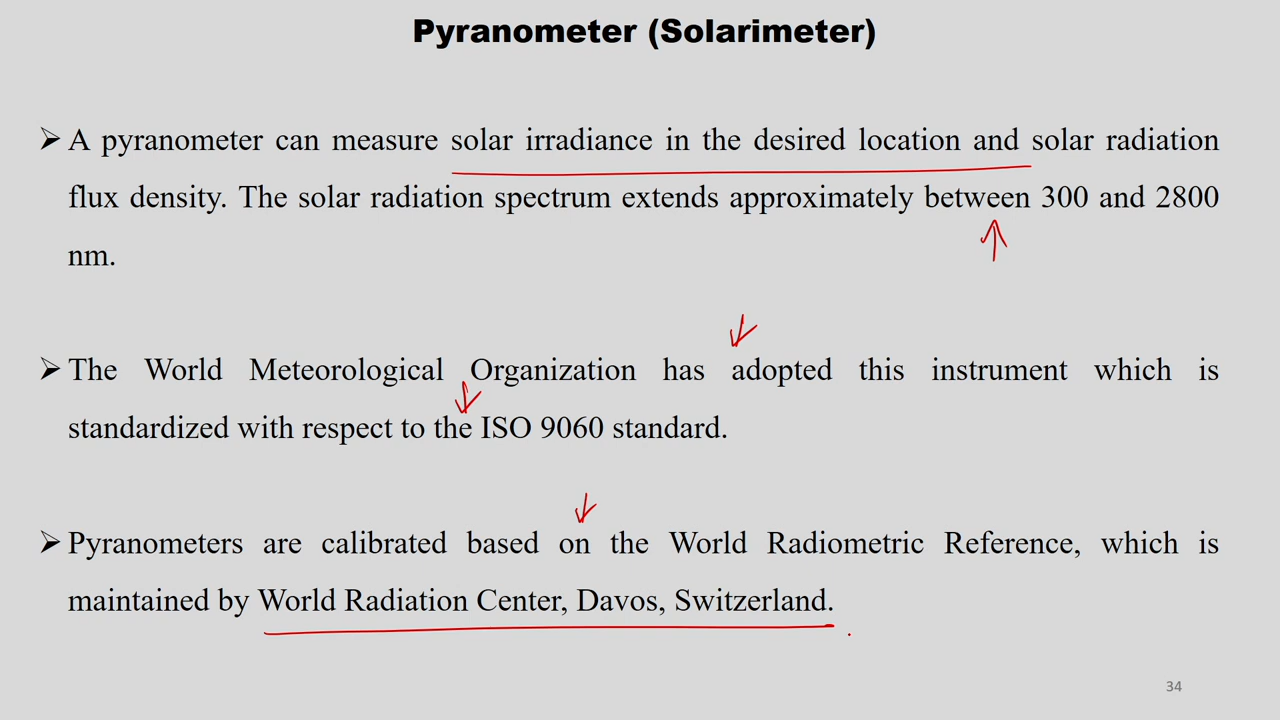 Pyranometer (Solarimeter)
➢ A pyranometer can measure solar irradiance in the desired location and solar radiation
flux density. The solar radiation spectrum extends approximately between 300 and 2800
nm.
➢ The World Meteorological Organization has adopted this instrument which is
standardized with respect to the ISO 9060 standard.
➢ Pyranometers are calibrated based on the World Radiometric Reference, which is
maintained by World Radiation Center, Davos, Switzerland.
34